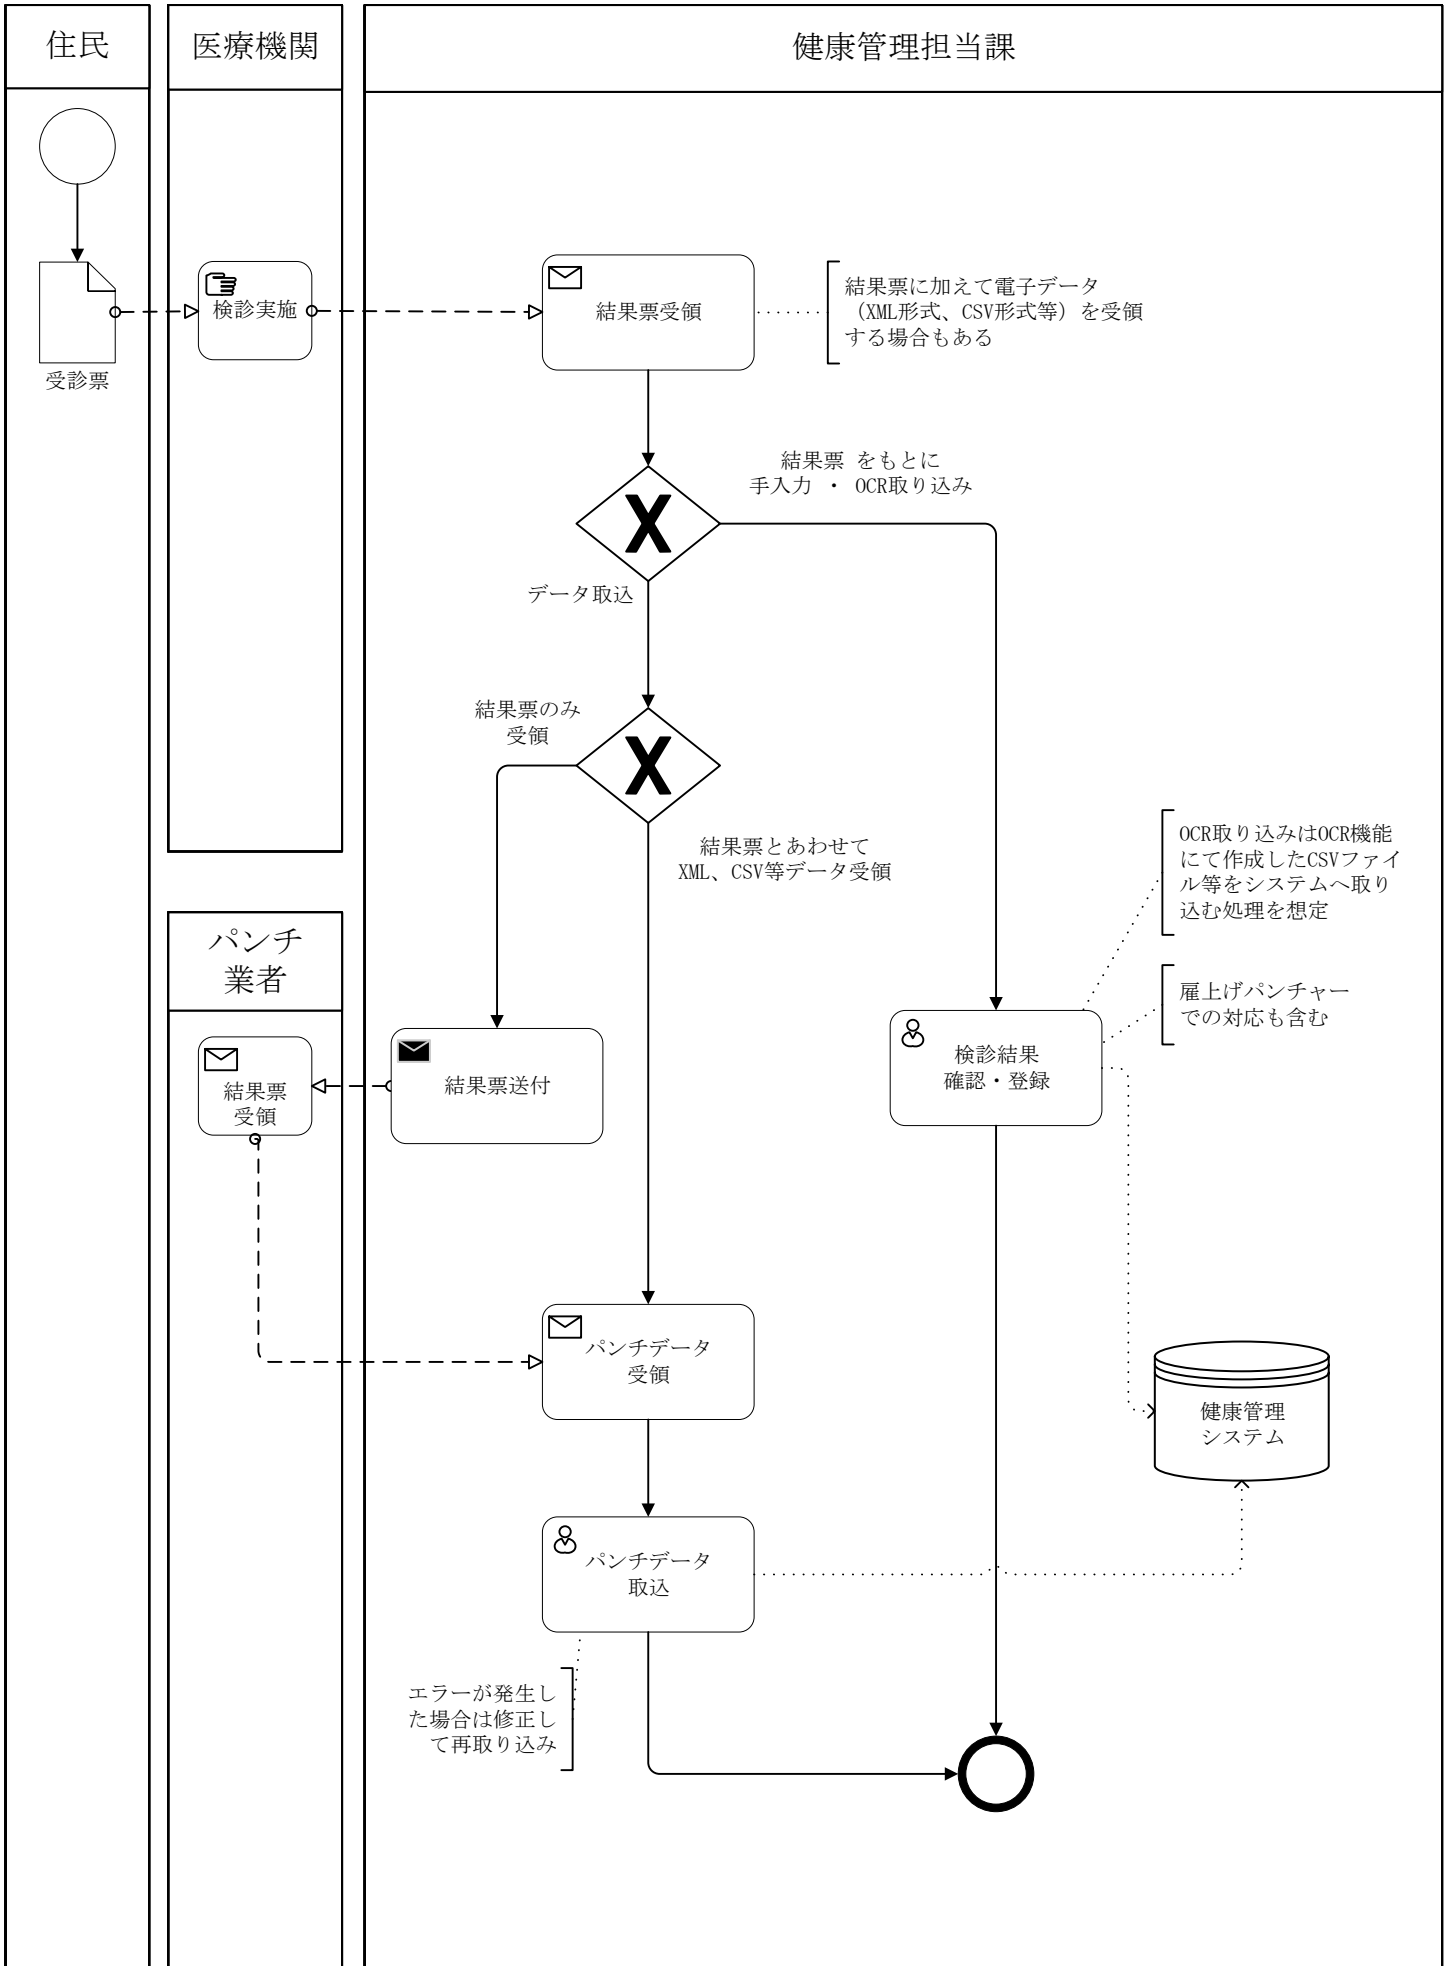 住民
医療機関
健康管理担当課
受診票
検診実施
結果票受領
結果票に加えて電子データ
（XML形式、CSV形式等）を受領
する場合もある
結果票 をもとに
手入力 ・ OCR取り込み
データ取込
結果票のみ
受領
結果票とあわせて
XML、CSV等データ受領
OCR取り込みはOCR機能
にて作成したCSVファイ
ル等をシステムへ取り
込む処理を想定
雇上げパンチャー
での対応も含む
パンチ
業者
結果票
受領
結果票送付
検診結果
確認・登録
パンチデータ
受領
健康管理
システム
パンチデータ
取込
エラーが発生し
た場合は修正し
て再取り込み